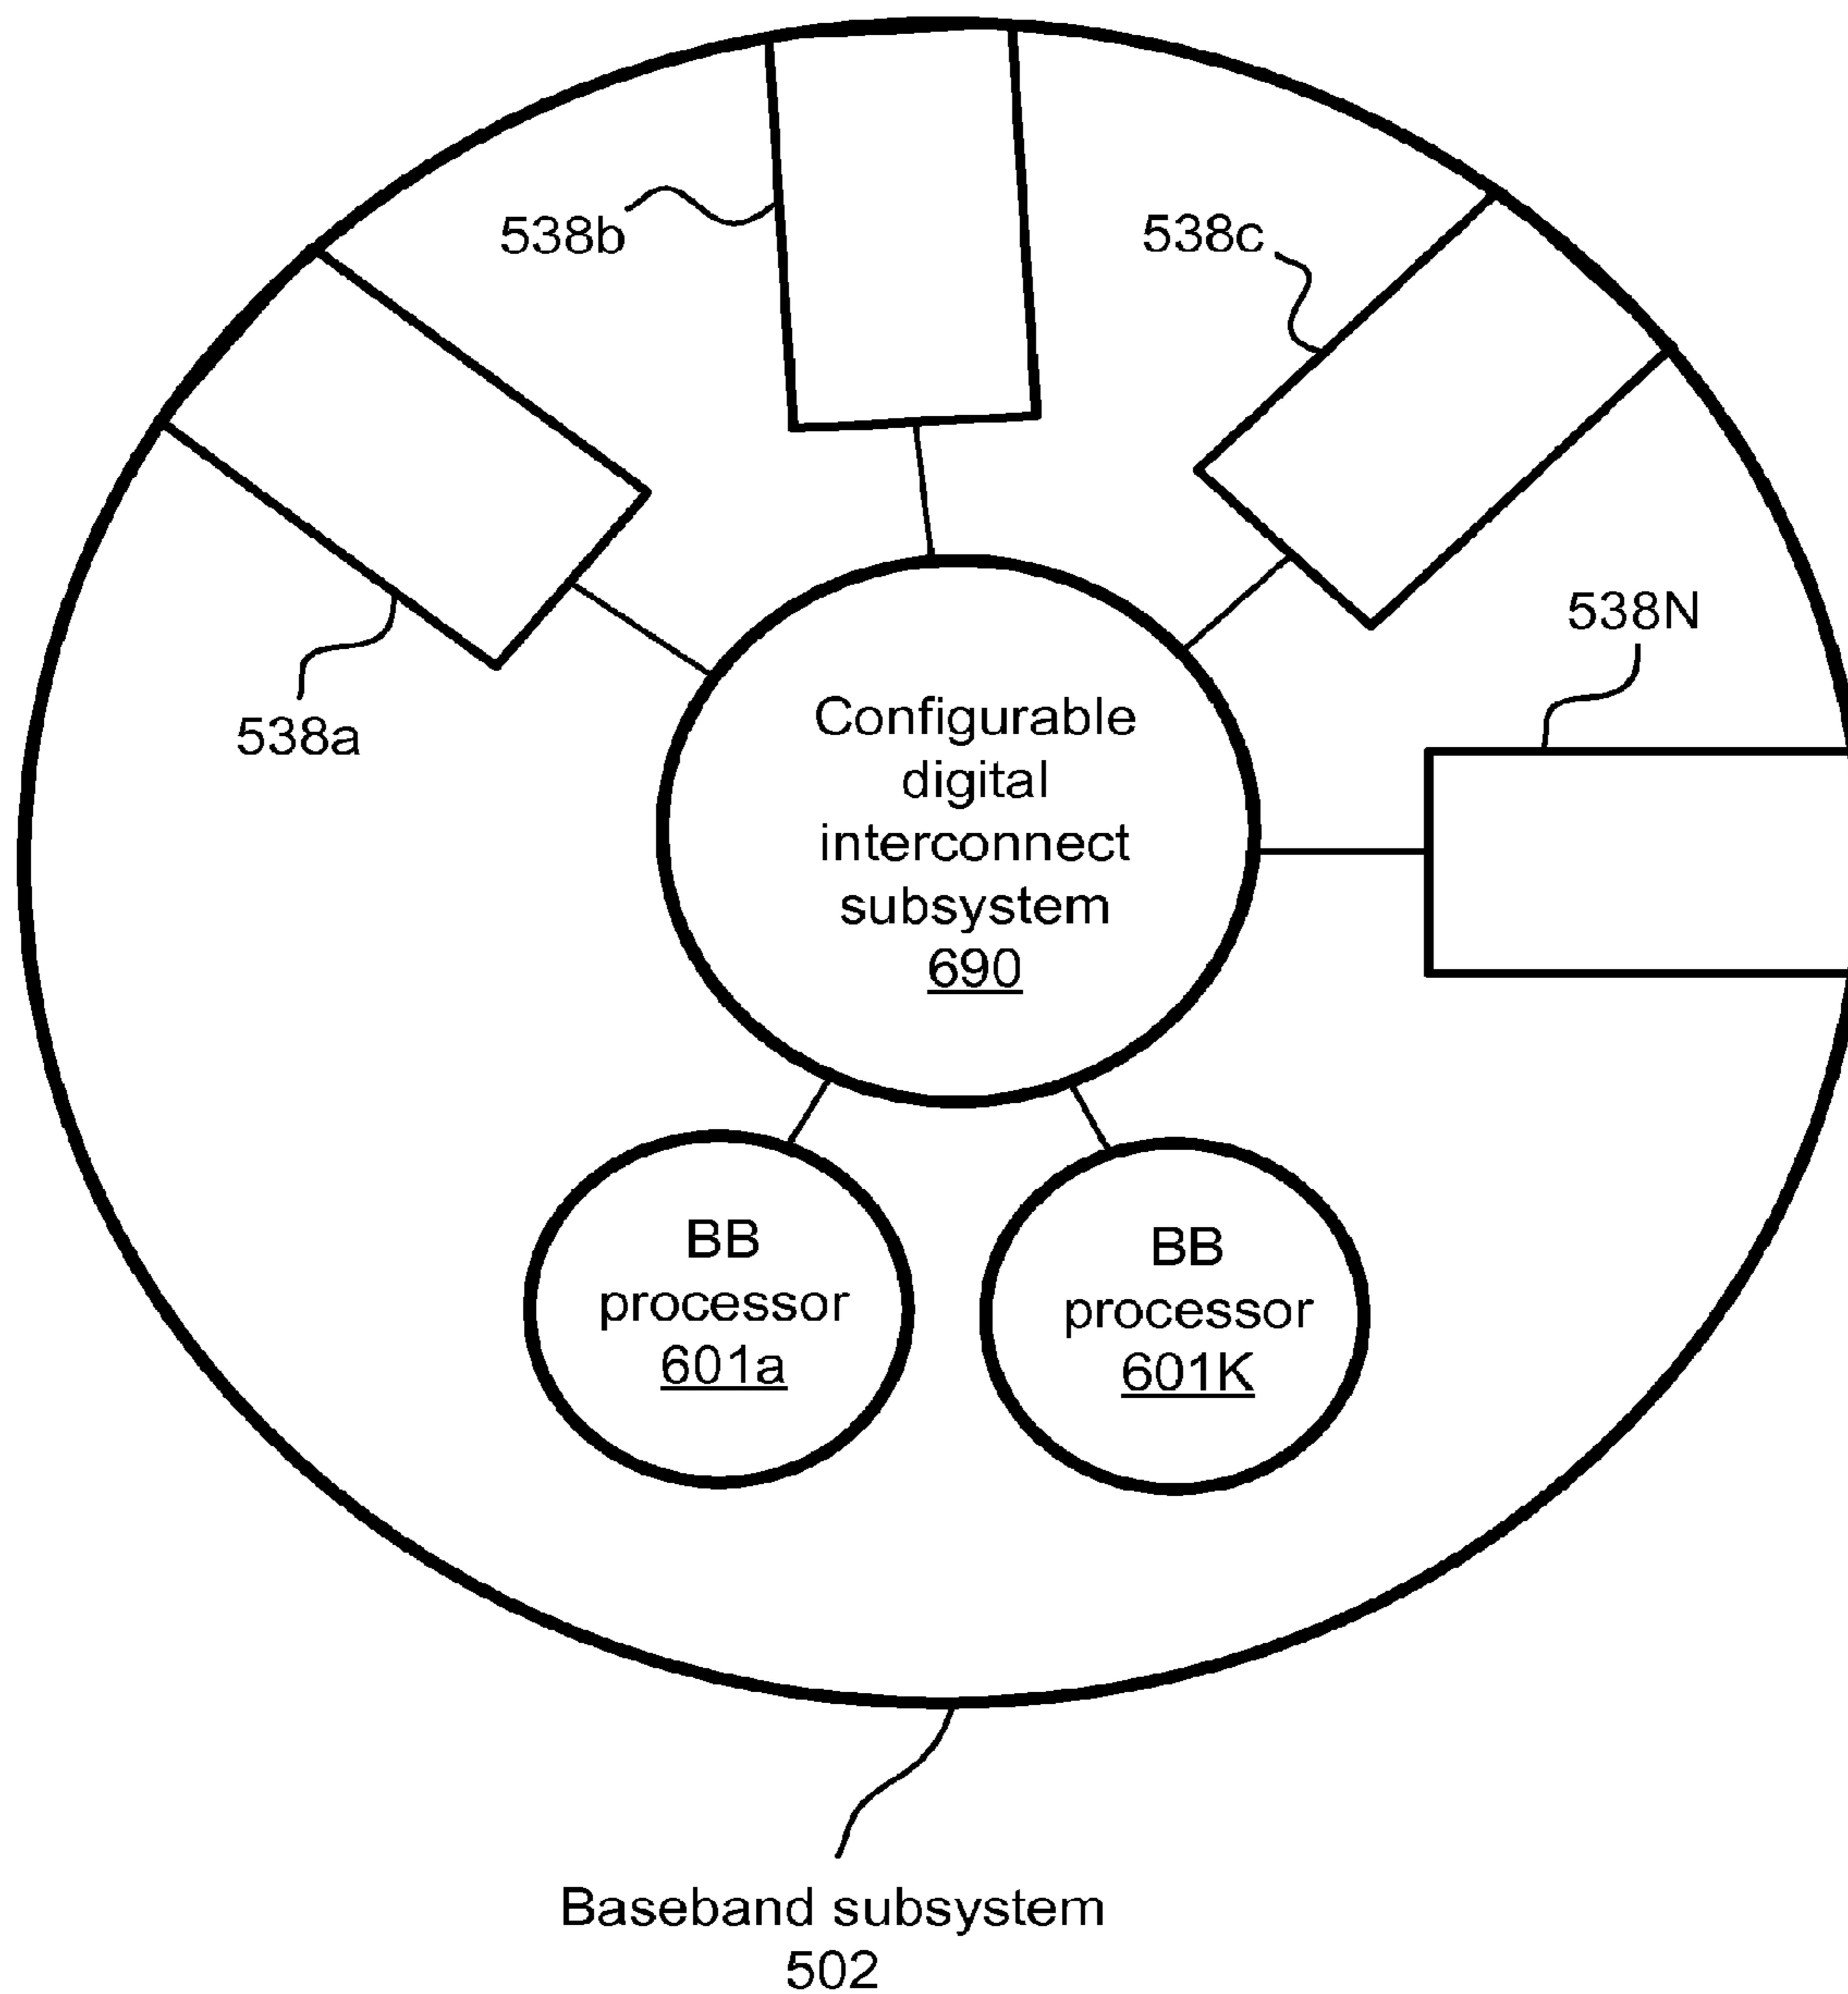 538b
538c
538N
538a
Configurable
digital
interconnect
subsystem
690
BB
processor
601a
BB
processor
601K
Baseband subsystem
502